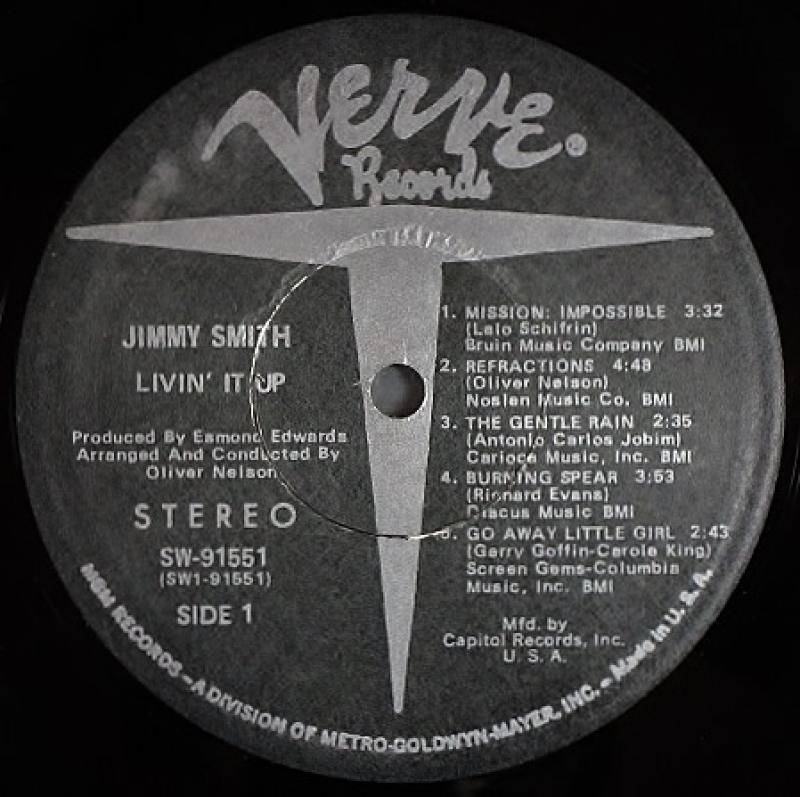 Verve®
Records
JIMMY SMITH
LIVIN' IT UP
Produced By Esmond Edwards
Arranged And Conducted By
Oliver Nelson
STEREO
SW-91551
(SW1-91551)
SIDE 1
1. MISSION: IMPOSSIBLE 3:32
(Lalo Schifrin)
Bruin Music Company BMI
2. REFRACTIONS 4:48
(Oliver Nelson)
Noslen Music Co. BMI
3. THE GENTLE RAIN 2:35
(Antonio Carlos Jobim)
Carioca Music, Inc. BMI
4. BURNING SPEAR 3:53
(Richard Evans)
Discus Music BMI
5. GO AWAY LITTLE GIRL 2:43
(Gerry Goffin-Carole King)
Screen Gems-Columbia
Music, Inc. BMI
Mfd. by
Capitol Records, Inc.
U. S. A.
MGM RECORDS – A DIVISION OF METRO-GOLDWYN-MAYER, INC. – Made in U. S. A.